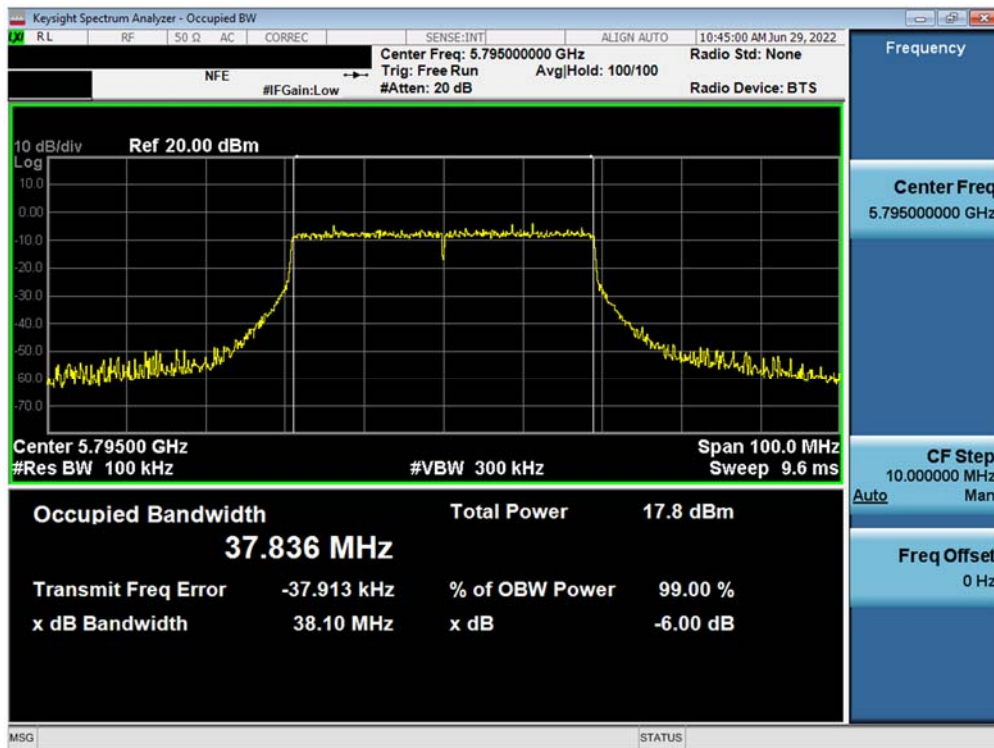 Keysight Spectrum Analyzer - Occupied BW
LXI RL RF 50 Ω AC CORREC SENSE:INT ALIGN AUTO 10:45:00 AM Jun 29, 2022
Center Freq: 5.795000000 GHz Radio Std: None
NFE Trig: Free Run Avg|Hold: 100/100
#IFGain:Low #Atten: 20 dB Radio Device: BTS
10 dB/div Ref 20.00 dBm
Log
10.0
0.00
-10.0
-20.0
-30.0
-40.0
-50.0
-60.0
-70.0
Center 5.79500 GHz Span 100.0 MHz
#Res BW 100 kHz #VBW 300 kHz Sweep 9.6 ms
Occupied Bandwidth Total Power 17.8 dBm
37.836 MHz
Transmit Freq Error -37.913 kHz % of OBW Power 99.00 %
x dB Bandwidth 38.10 MHz x dB -6.00 dB
MSG STATUS
Frequency
Center Freq
5.795000000 GHz
CF Step
10.000000 MHz
Auto Man
Freq Offset
0 Hz